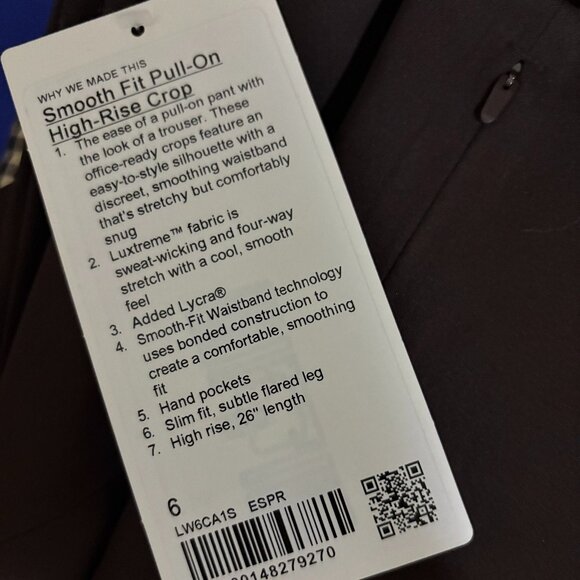 WHY WE MADE THIS
Smooth Fit Pull-On
High-Rise Crop
1. The ease of a pull-on pant with
the look of a trouser. These
office-ready crops feature an
easy-to-style silhouette with a
discreet, smoothing waistband
that's stretchy but comfortably
snug
2. Luxtreme™ fabric is
sweat-wicking and four-way
stretch with a cool, smooth
feel
3. Added Lycra®
4. Smooth-Fit Waistband technology
uses bonded construction to
create a comfortable, smoothing
fit
5. Hand pockets
6. Slim fit, subtle flared leg
7. High rise, 26" length
6
LW6CA1S ESPR
00148279270